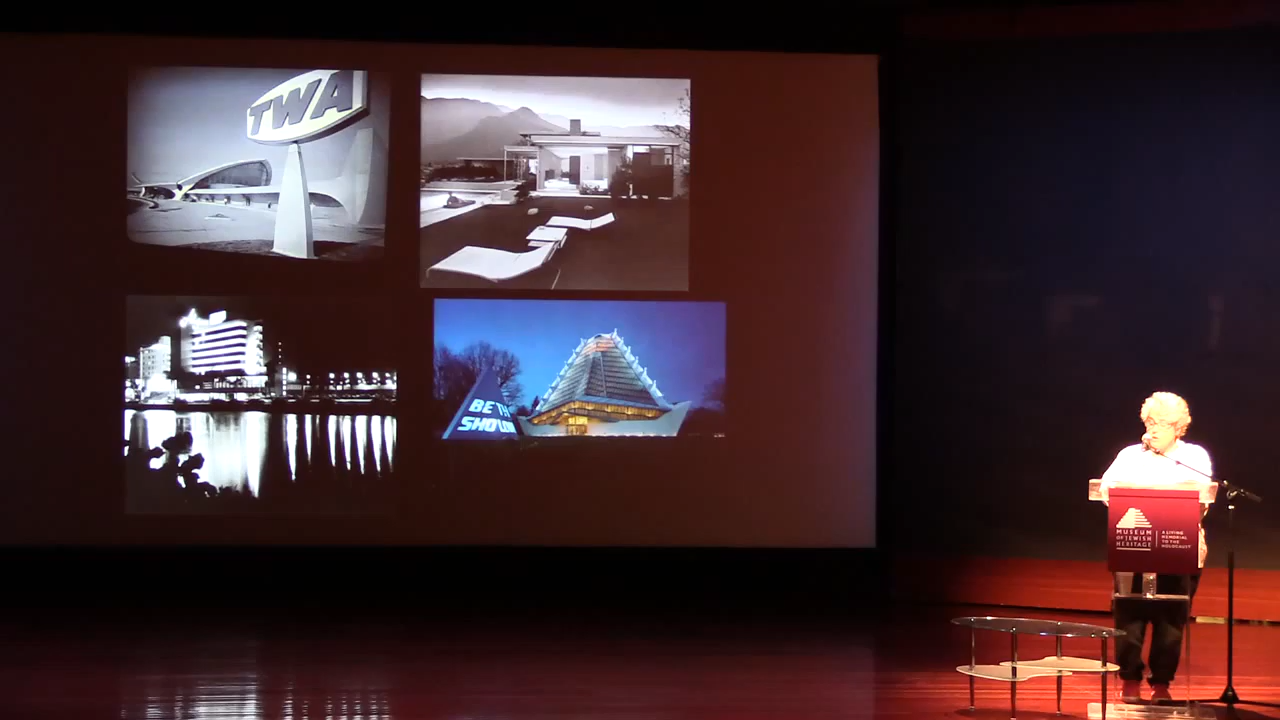 TWA
BETH
SHOLOM
MUSEUM
OF JEWISH
HERITAGE
A LIVING
MEMORIAL
TO THE
HOLOCAUST